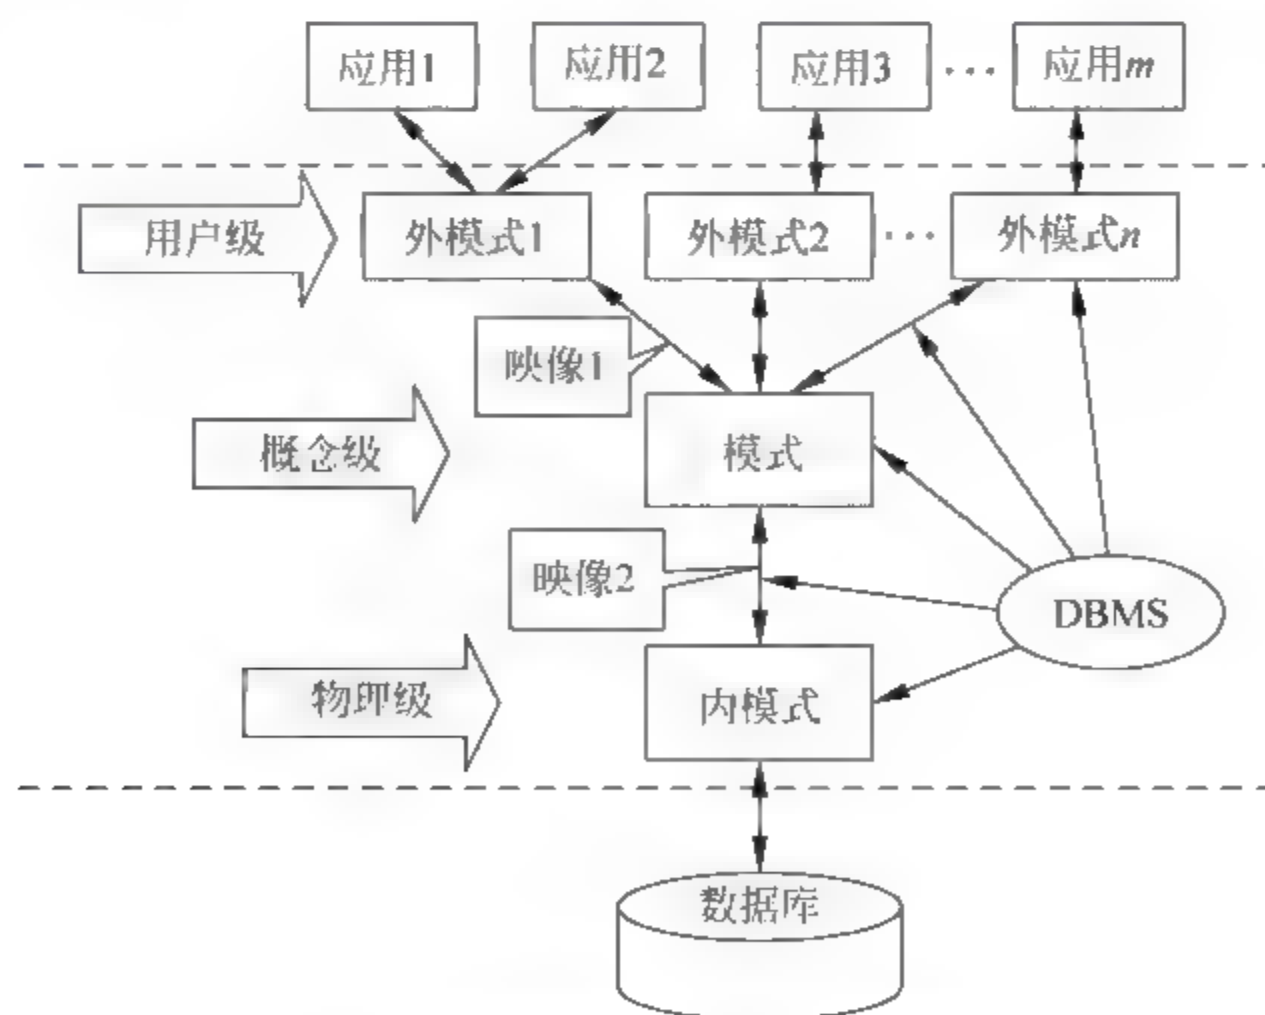 应用1
应用2
应用3
…
应用m
用户级
外模式1
外模式2
…
外模式n
映像1
概念级
模式
映像2
DBMS
物理级
内模式
数据库